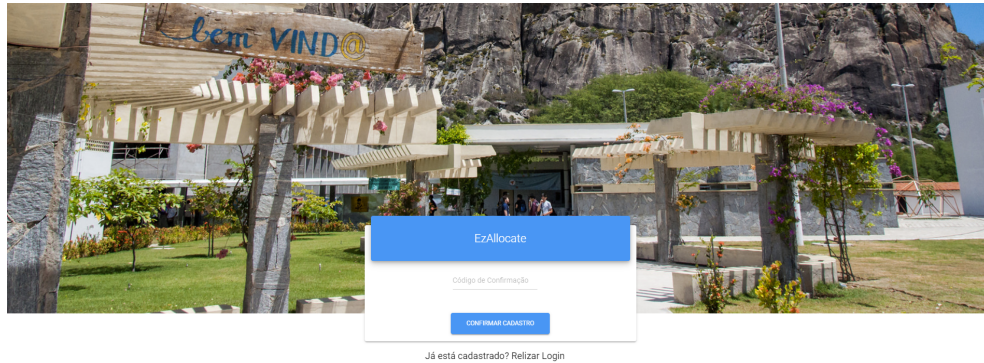 bem VIND@
EzAllocate
Código de Confirmação
CONFIRMAR CADASTRO
Já está cadastrado? Relizar Login